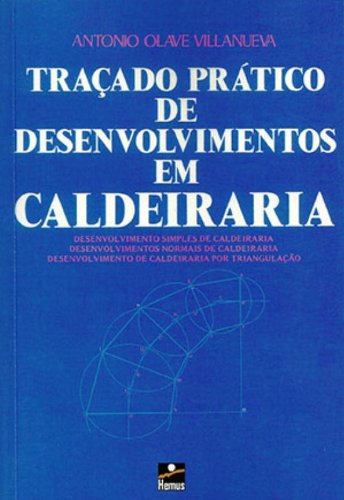 ANTONIO OLAVE VILLANUEVA
TRAÇADO PRÁTICO
DE
DESENVOLVIMENTOS
EM
CALDEIRARIA
DESENVOLVIMENTO SIMPLES DE CALDEIRARIA
DESENVOLVIMENTOS NORMAIS DE CALDEIRARIA
DESENVOLVIMENTO DE CALDEIRARIA POR TRIANGULAÇÃO
Hemus